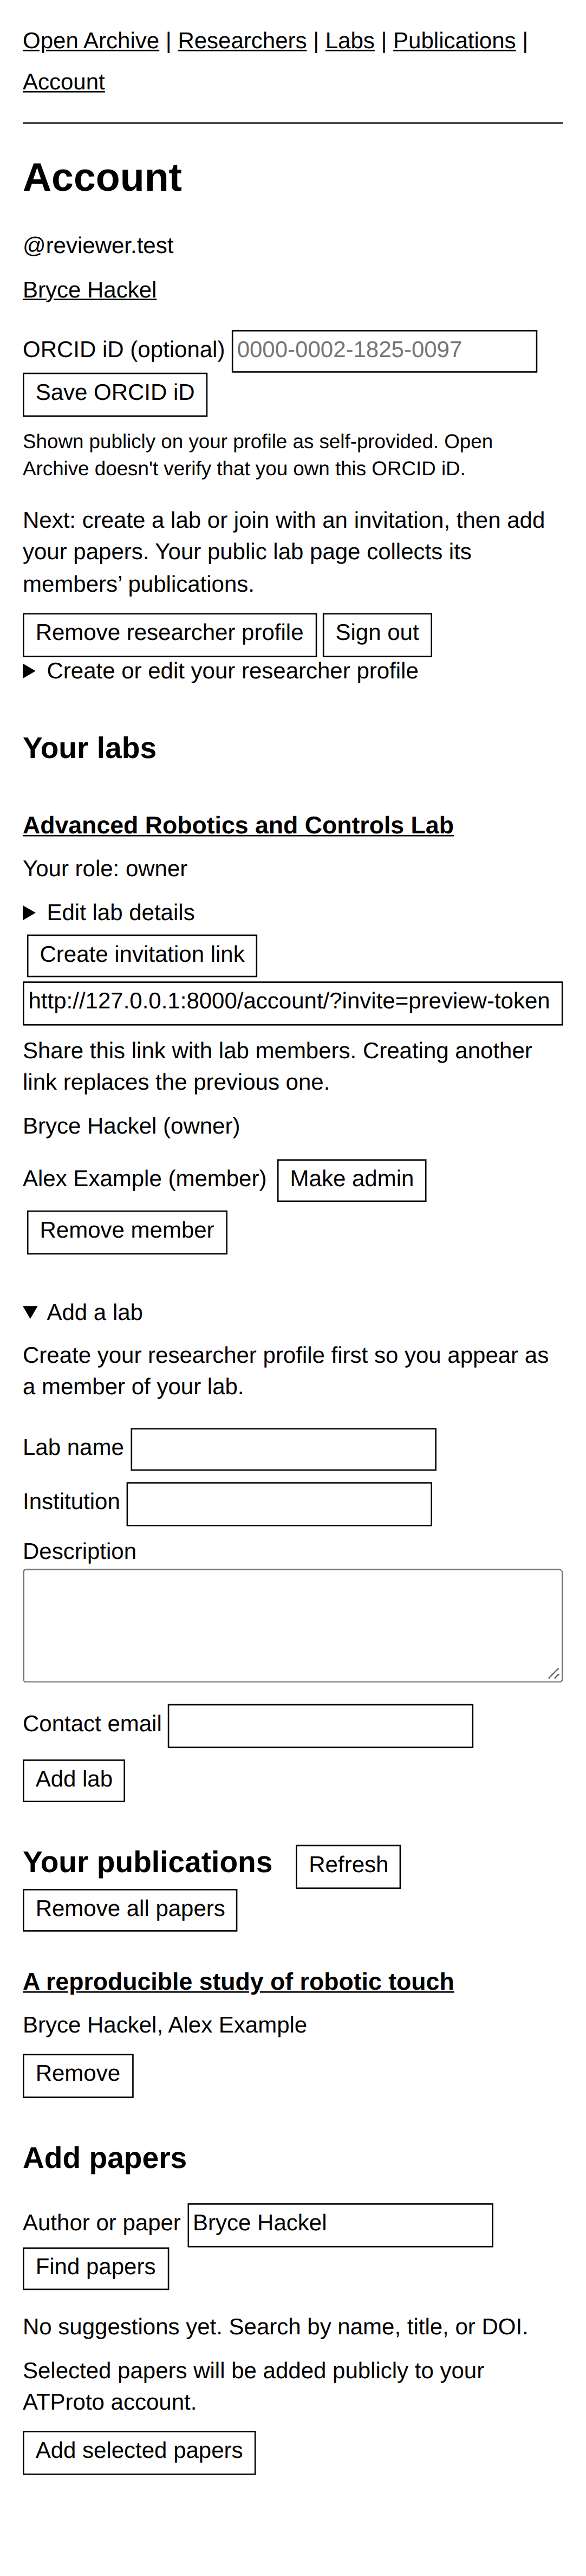 Open Archive | Researchers | Labs | Publications |
Account
Account
@reviewer.test
Bryce Hackel
ORCID iD (optional) 0000-0002-1825-0097
Save ORCID iD
Shown publicly on your profile as self-provided. Open
Archive doesn't verify that you own this ORCID iD.
Next: create a lab or join with an invitation, then add
your papers. Your public lab page collects its
members’ publications.
Remove researcher profile Sign out
Create or edit your researcher profile
Your labs
Advanced Robotics and Controls Lab
Your role: owner
Edit lab details
Create invitation link
http://127.0.0.1:8000/account/?invite=preview-token
Share this link with lab members. Creating another
link replaces the previous one.
Bryce Hackel (owner)
Alex Example (member) Make admin
Remove member
Add a lab
Create your researcher profile first so you appear as
a member of your lab.
Lab name
Institution
Description
Contact email
Add lab
Your publications Refresh
Remove all papers
A reproducible study of robotic touch
Bryce Hackel, Alex Example
Remove
Add papers
Author or paper Bryce Hackel
Find papers
No suggestions yet. Search by name, title, or DOI.
Selected papers will be added publicly to your
ATProto account.
Add selected papers